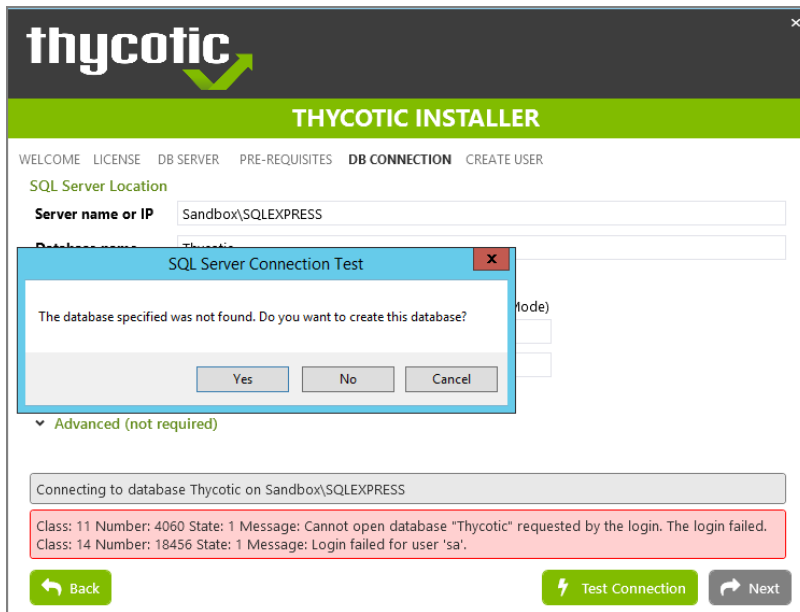 thycotic
THYCOTIC INSTALLER
WELCOME LICENSE DB SERVER PRE-REQUISITES DB CONNECTION CREATE USER
SQL Server Location
Server name or IP Sandbox\SQLEXPRESS
Database name Thycotic
SQL Server Connection Test x
Mode)
The database specified was not found. Do you want to create this database?
Yes No Cancel
Advanced (not required)
Connecting to database Thycotic on Sandbox\SQLEXPRESS
Class: 11 Number: 4060 State: 1 Message: Cannot open database "Thycotic" requested by the login. The login failed.
Class: 14 Number: 18456 State: 1 Message: Login failed for user 'sa'.
Back Test Connection Next